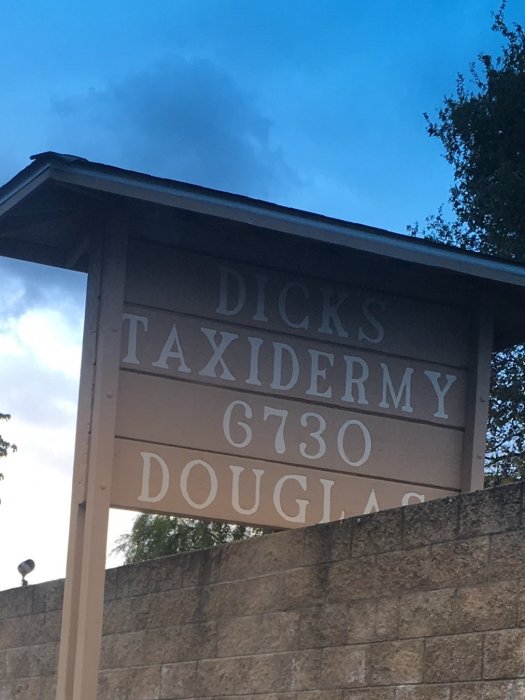 DICK'S
TAXIDERMY
6730
DOUGLAS